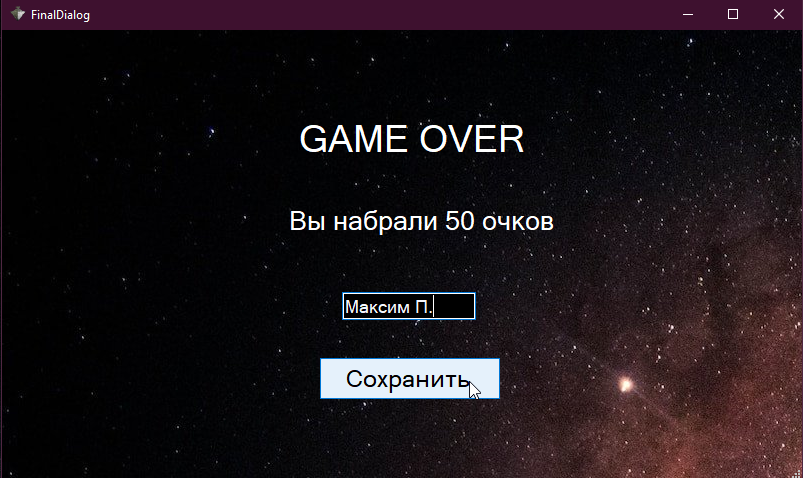 FinalDialog
GAME OVER
Вы набрали 50 очков
Максим П.
Сохранить